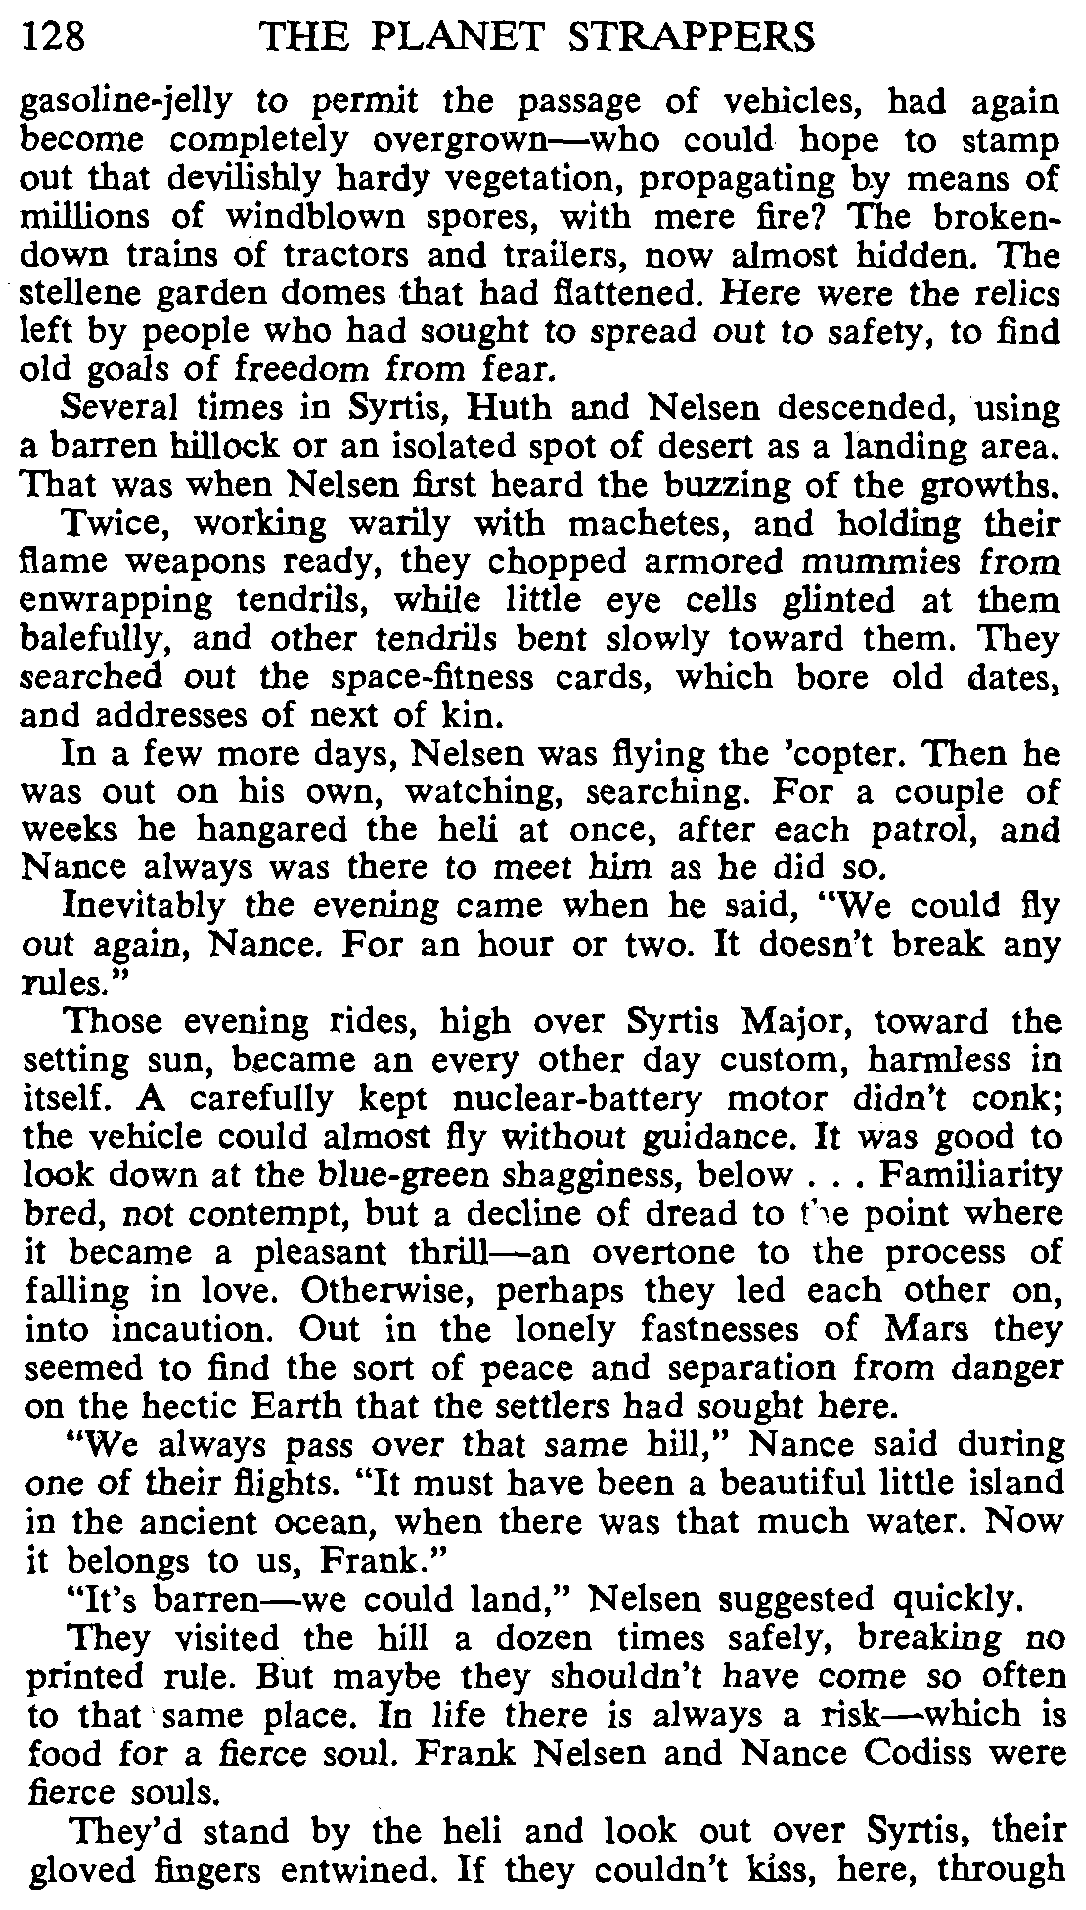 128 THE PLANET STRAPPERS
gasoline-jelly to permit the passage of vehicles, had again
become completely overgrown—who could hope to stamp
out that devilishly hardy vegetation, propagating by means of
millions of windblown spores, with mere fire? The broken-
down trains of tractors and trailers, now almost hidden. The
stellene garden domes that had flattened. Here were the relics
left by people who had sought to spread out to safety, to find
old goals of freedom from fear.
Several times in Syrtis, Huth and Nelsen descended, using
a barren hillock or an isolated spot of desert as a landing area.
That was when Nelsen first heard the buzzing of the growths.
Twice, working warily with machetes, and holding their
flame weapons ready, they chopped armored mummies from
enwrapping tendrils, while little eye cells glinted at them
balefully, and other tendrils bent slowly toward them. They
searched out the space-fitness cards, which bore old dates,
and addresses of next of kin.
In a few more days, Nelsen was flying the 'copter. Then he
was out on his own, watching, searching. For a couple of
weeks he hangared the heli at once, after each patrol, and
Nance always was there to meet him as he did so.
Inevitably the evening came when he said, “We could fly
out again, Nance. For an hour or two. It doesn't break any
rules.”
Those evening rides, high over Syrtis Major, toward the
setting sun, became an every other day custom, harmless in
itself. A carefully kept nuclear-battery motor didn't conk;
the vehicle could almost fly without guidance. It was good to
look down at the blue-green shagginess, below . . . Familiarity
bred, not contempt, but a decline of dread to the point where
it became a pleasant thrill—an overtone to the process of
falling in love. Otherwise, perhaps they led each other on,
into incaution. Out in the lonely fastnesses of Mars they
seemed to find the sort of peace and separation from danger
on the hectic Earth that the settlers had sought here.
“We always pass over that same hill,” Nance said during
one of their flights. “It must have been a beautiful little island
in the ancient ocean, when there was that much water. Now
it belongs to us, Frank.”
“It's barren—we could land,” Nelsen suggested quickly.
They visited the hill a dozen times safely, breaking no
printed rule. But maybe they shouldn't have come so often
to that same place. In life there is always a risk—which is
food for a fierce soul. Frank Nelsen and Nance Codiss were
fierce souls.
They'd stand by the heli and look out over Syrtis, their
gloved fingers entwined. If they couldn't kiss, here, through